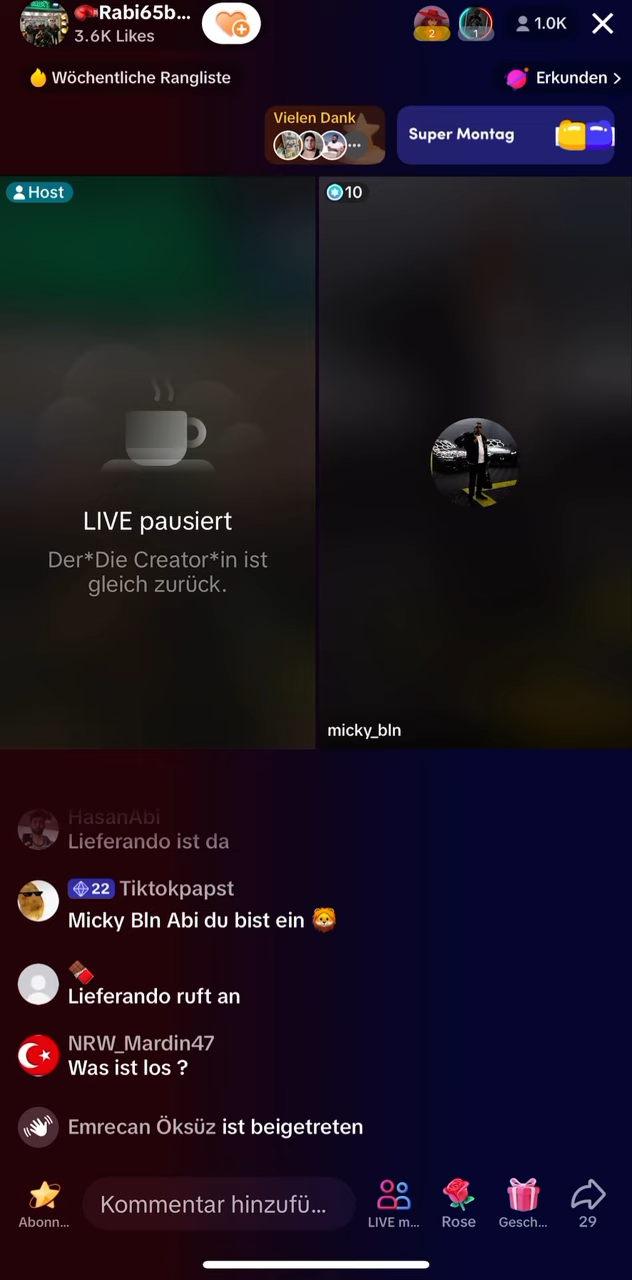 Rabi65b...
3.6K Likes
2
1
1.0K
Wöchentliche Rangliste
Erkunden >
Vielen Dank
...
Super Montag
Host
10
LIVE pausiert
Der*Die Creator*in ist
gleich zurück.
micky_bln
HasanAbi
Lieferando ist da
22 Tiktokpapst
Micky Bln Abi du bist ein 🦁
🍫
Lieferando ruft an
NRW_Mardin47
Was ist los ?
Emrecan Öksüz ist beigetreten
Kommentar hinzufü...
Abonn...
LIVE m...
Rose
Gesch...
29